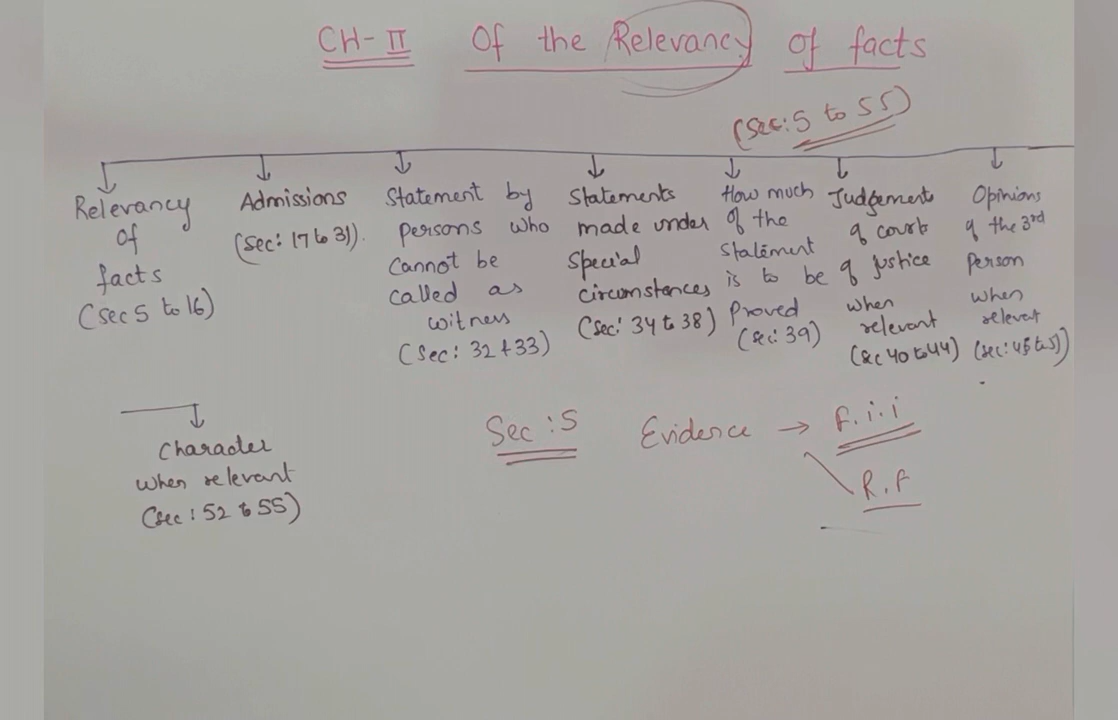 CH-II Of the Relevancy of facts
(Sec: 5 to 55)
Relevancy
of
facts
(Sec 5 to 16)
Admissions
(Sec: 17 to 31).
Statement by
persons who
Cannot be
called as
witness
(Sec: 32 + 33)
Statements
made under
Special
circumstances
(Sec: 34 to 38)
How much
of the
Statement
is to be
Proved
(Sec: 39)
Judgements
of courts
of justice
when
relevant
(Sec 40 to 44)
Opinions
of the 3rd
Person
when
relevant
(Sec: 45 to 51)
Character
when relevant
(Sec: 52 to 55)
Sec: 5 Evidence → F.i.i
R.F